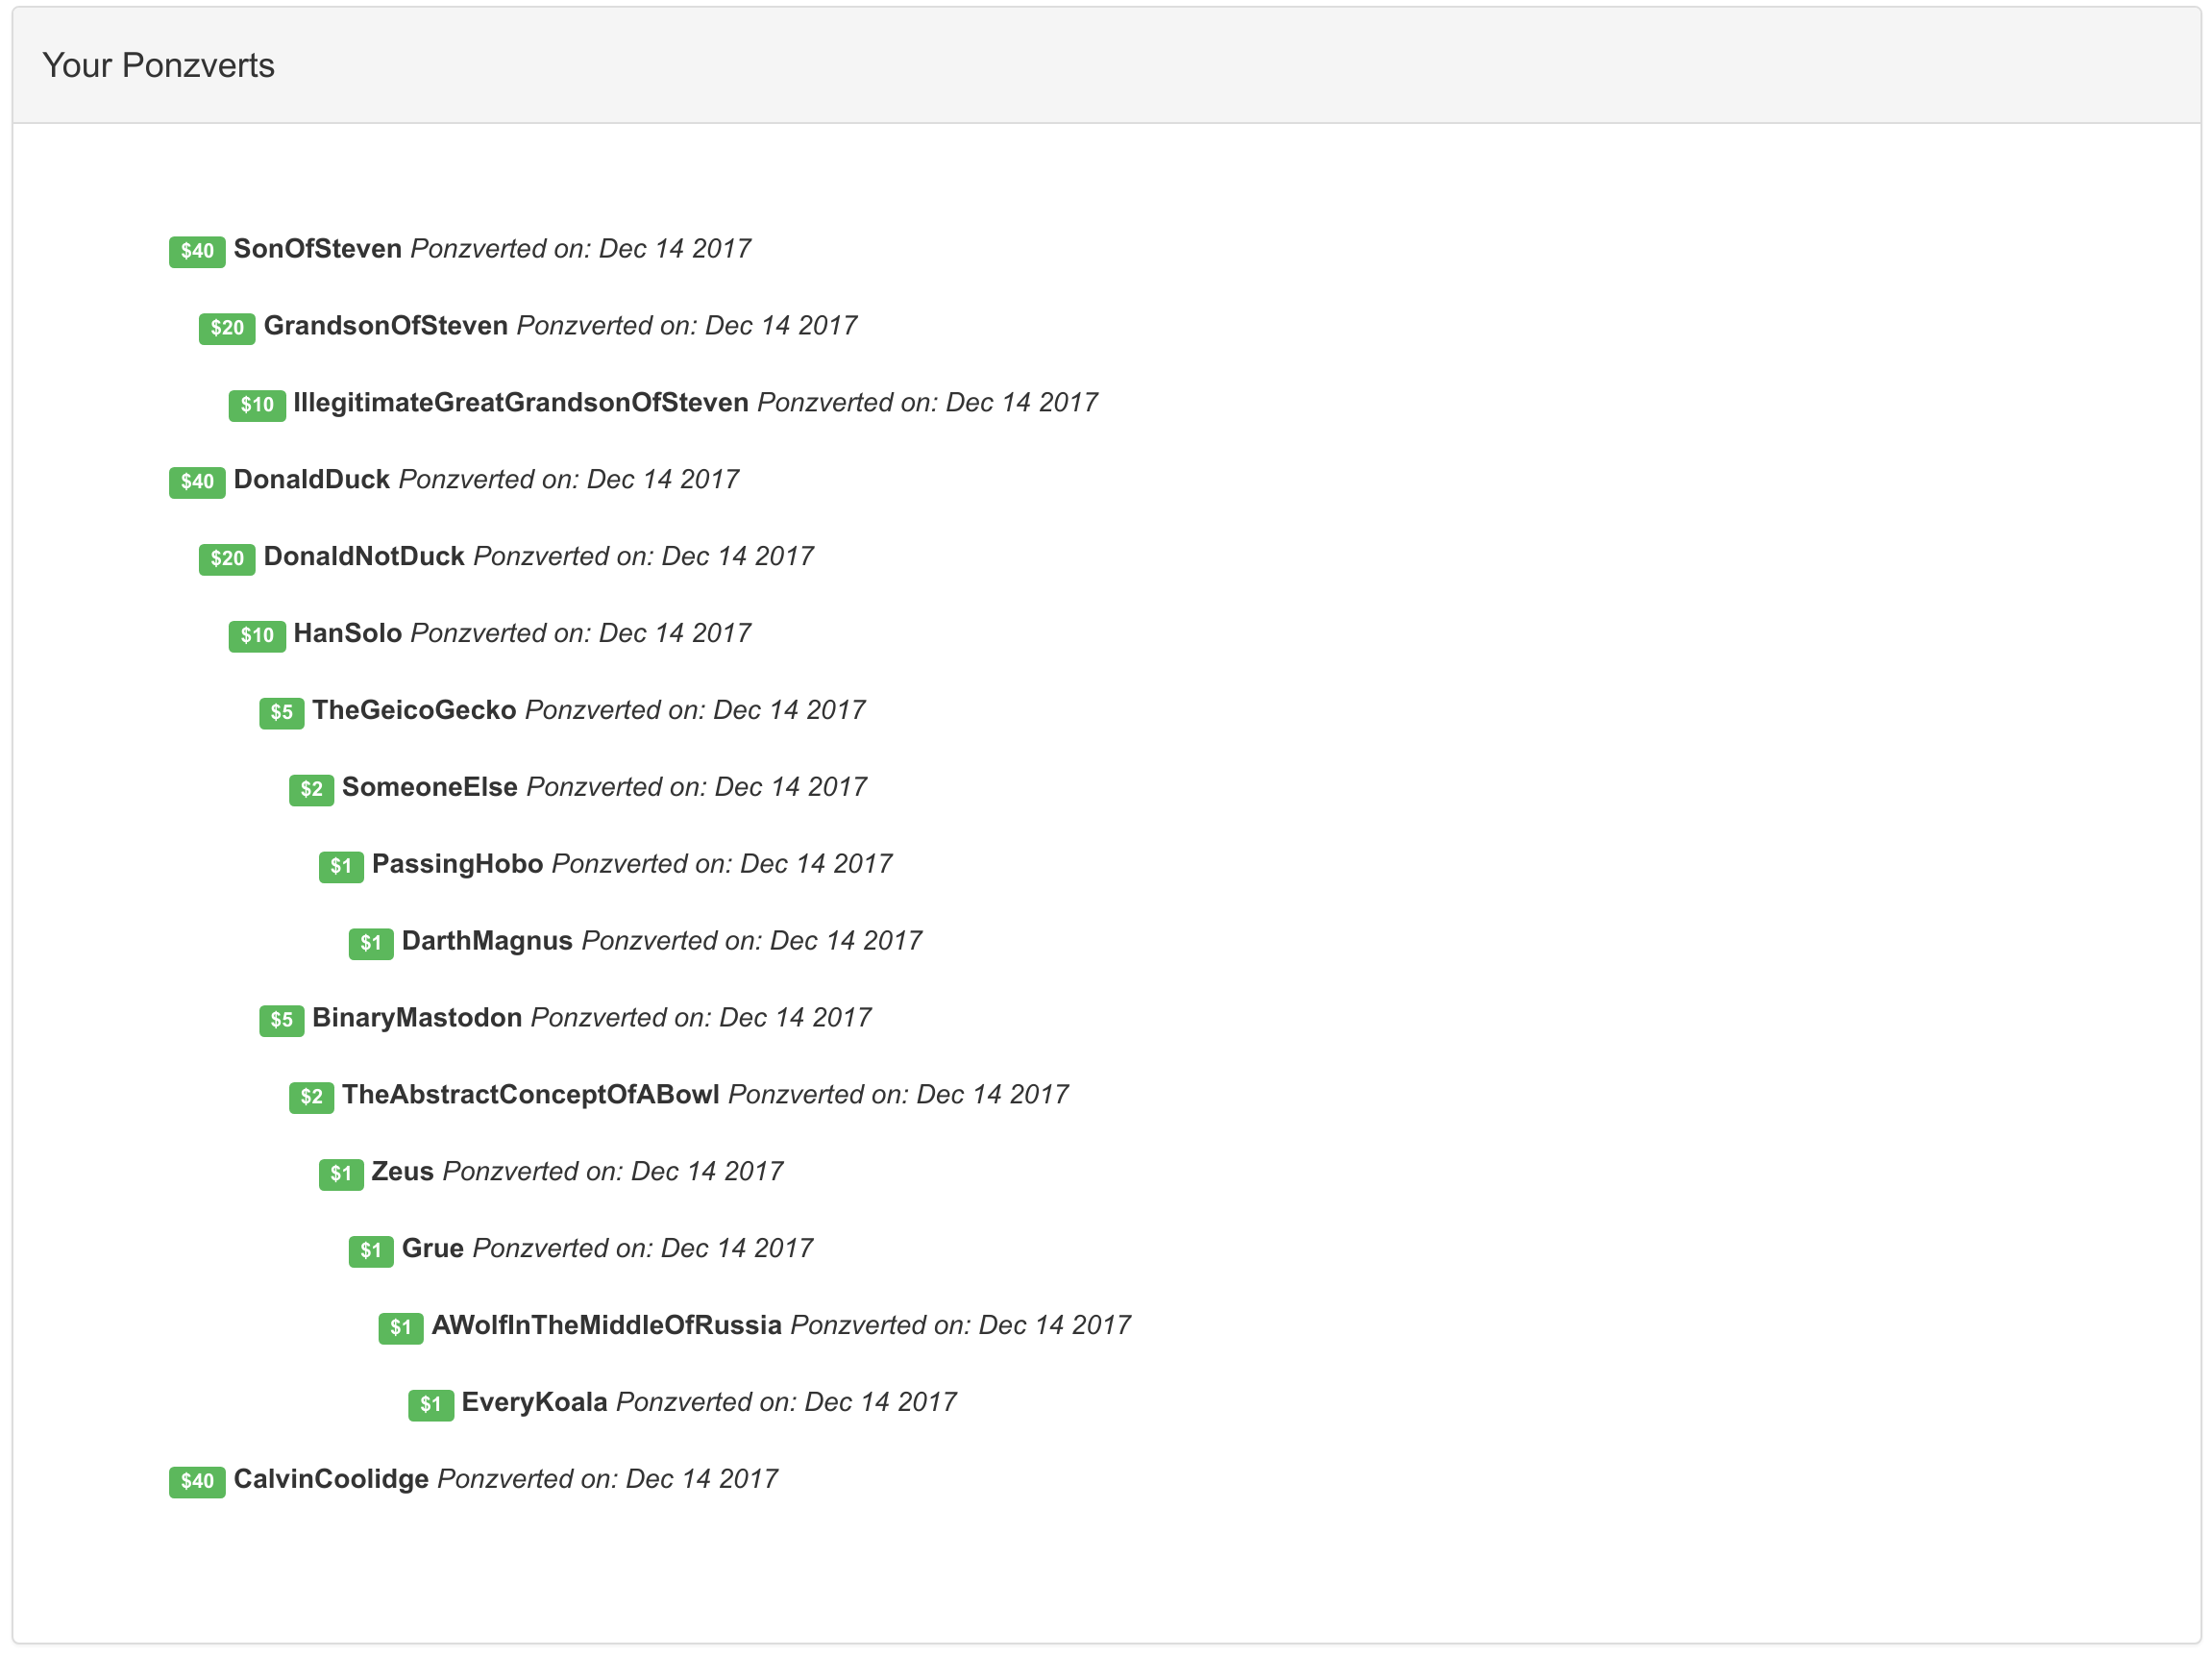 Your Ponzverts
$40 SonOfSteven Ponzverted on: Dec 14 2017
$20 GrandsonOfSteven Ponzverted on: Dec 14 2017
$10 IllegitimateGreatGrandsonOfSteven Ponzverted on: Dec 14 2017
$40 DonaldDuck Ponzverted on: Dec 14 2017
$20 DonaldNotDuck Ponzverted on: Dec 14 2017
$10 HanSolo Ponzverted on: Dec 14 2017
$5 TheGeicoGecko Ponzverted on: Dec 14 2017
$2 SomeoneElse Ponzverted on: Dec 14 2017
$1 PassingHobo Ponzverted on: Dec 14 2017
$1 DarthMagnus Ponzverted on: Dec 14 2017
$5 BinaryMastodon Ponzverted on: Dec 14 2017
$2 TheAbstractConceptOfABowl Ponzverted on: Dec 14 2017
$1 Zeus Ponzverted on: Dec 14 2017
$1 Grue Ponzverted on: Dec 14 2017
$1 AWolfInTheMiddleOfRussia Ponzverted on: Dec 14 2017
$1 EveryKoala Ponzverted on: Dec 14 2017
$40 CalvinCoolidge Ponzverted on: Dec 14 2017